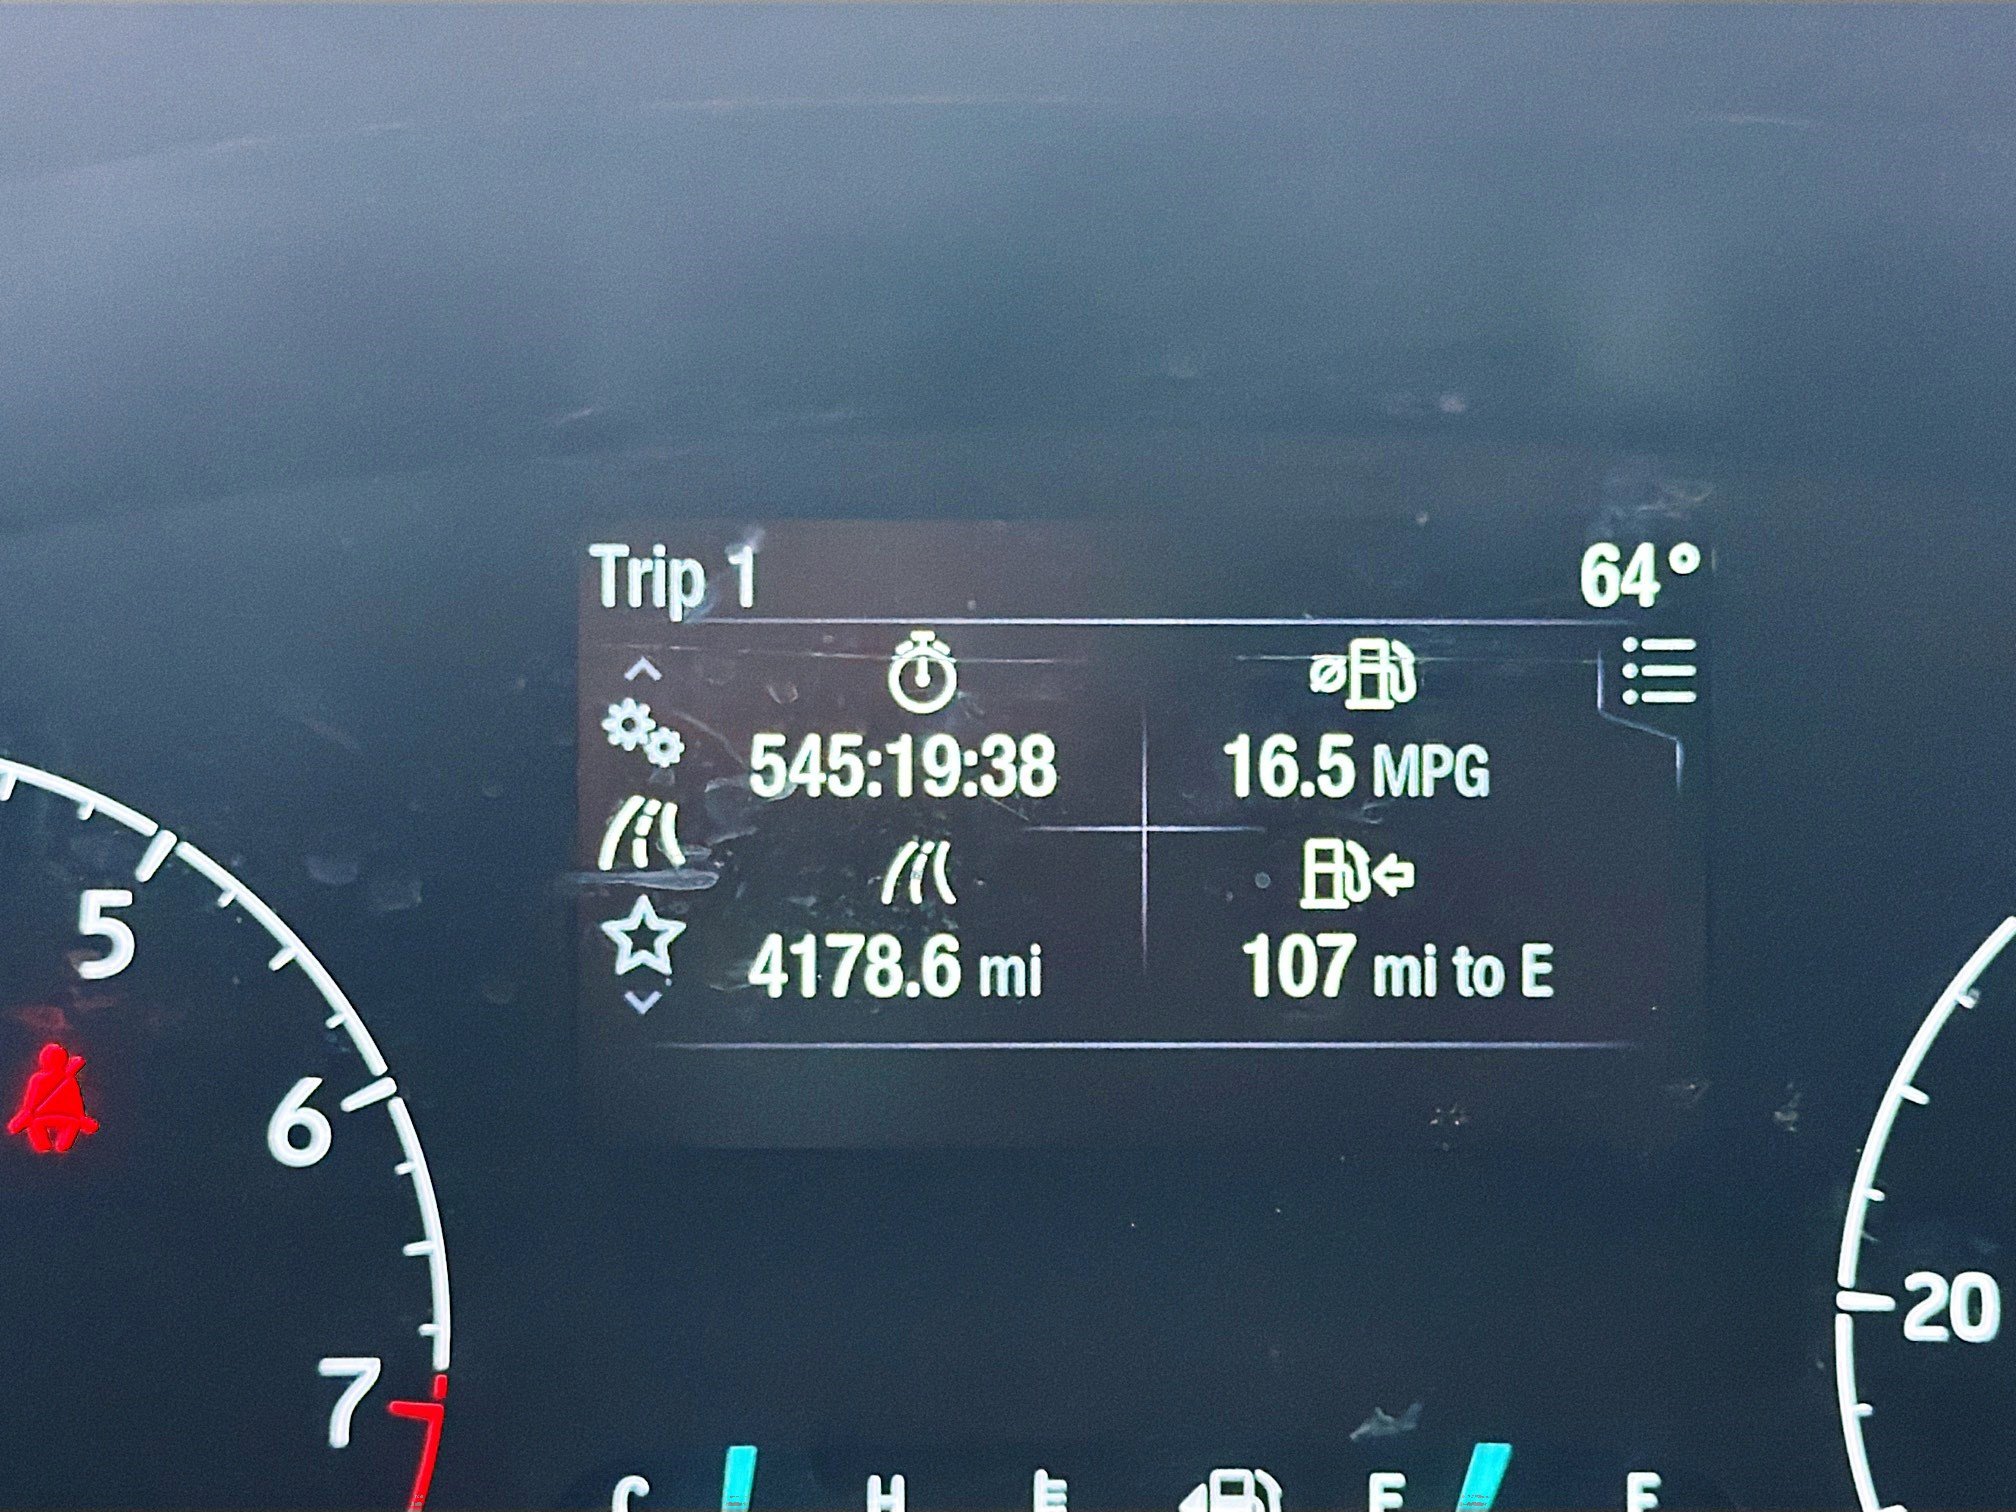 Trip 1
64°
545:19:38
16.5 MPG
4178.6 mi
107 mi to E
5
6
7
20
C
H
E
F